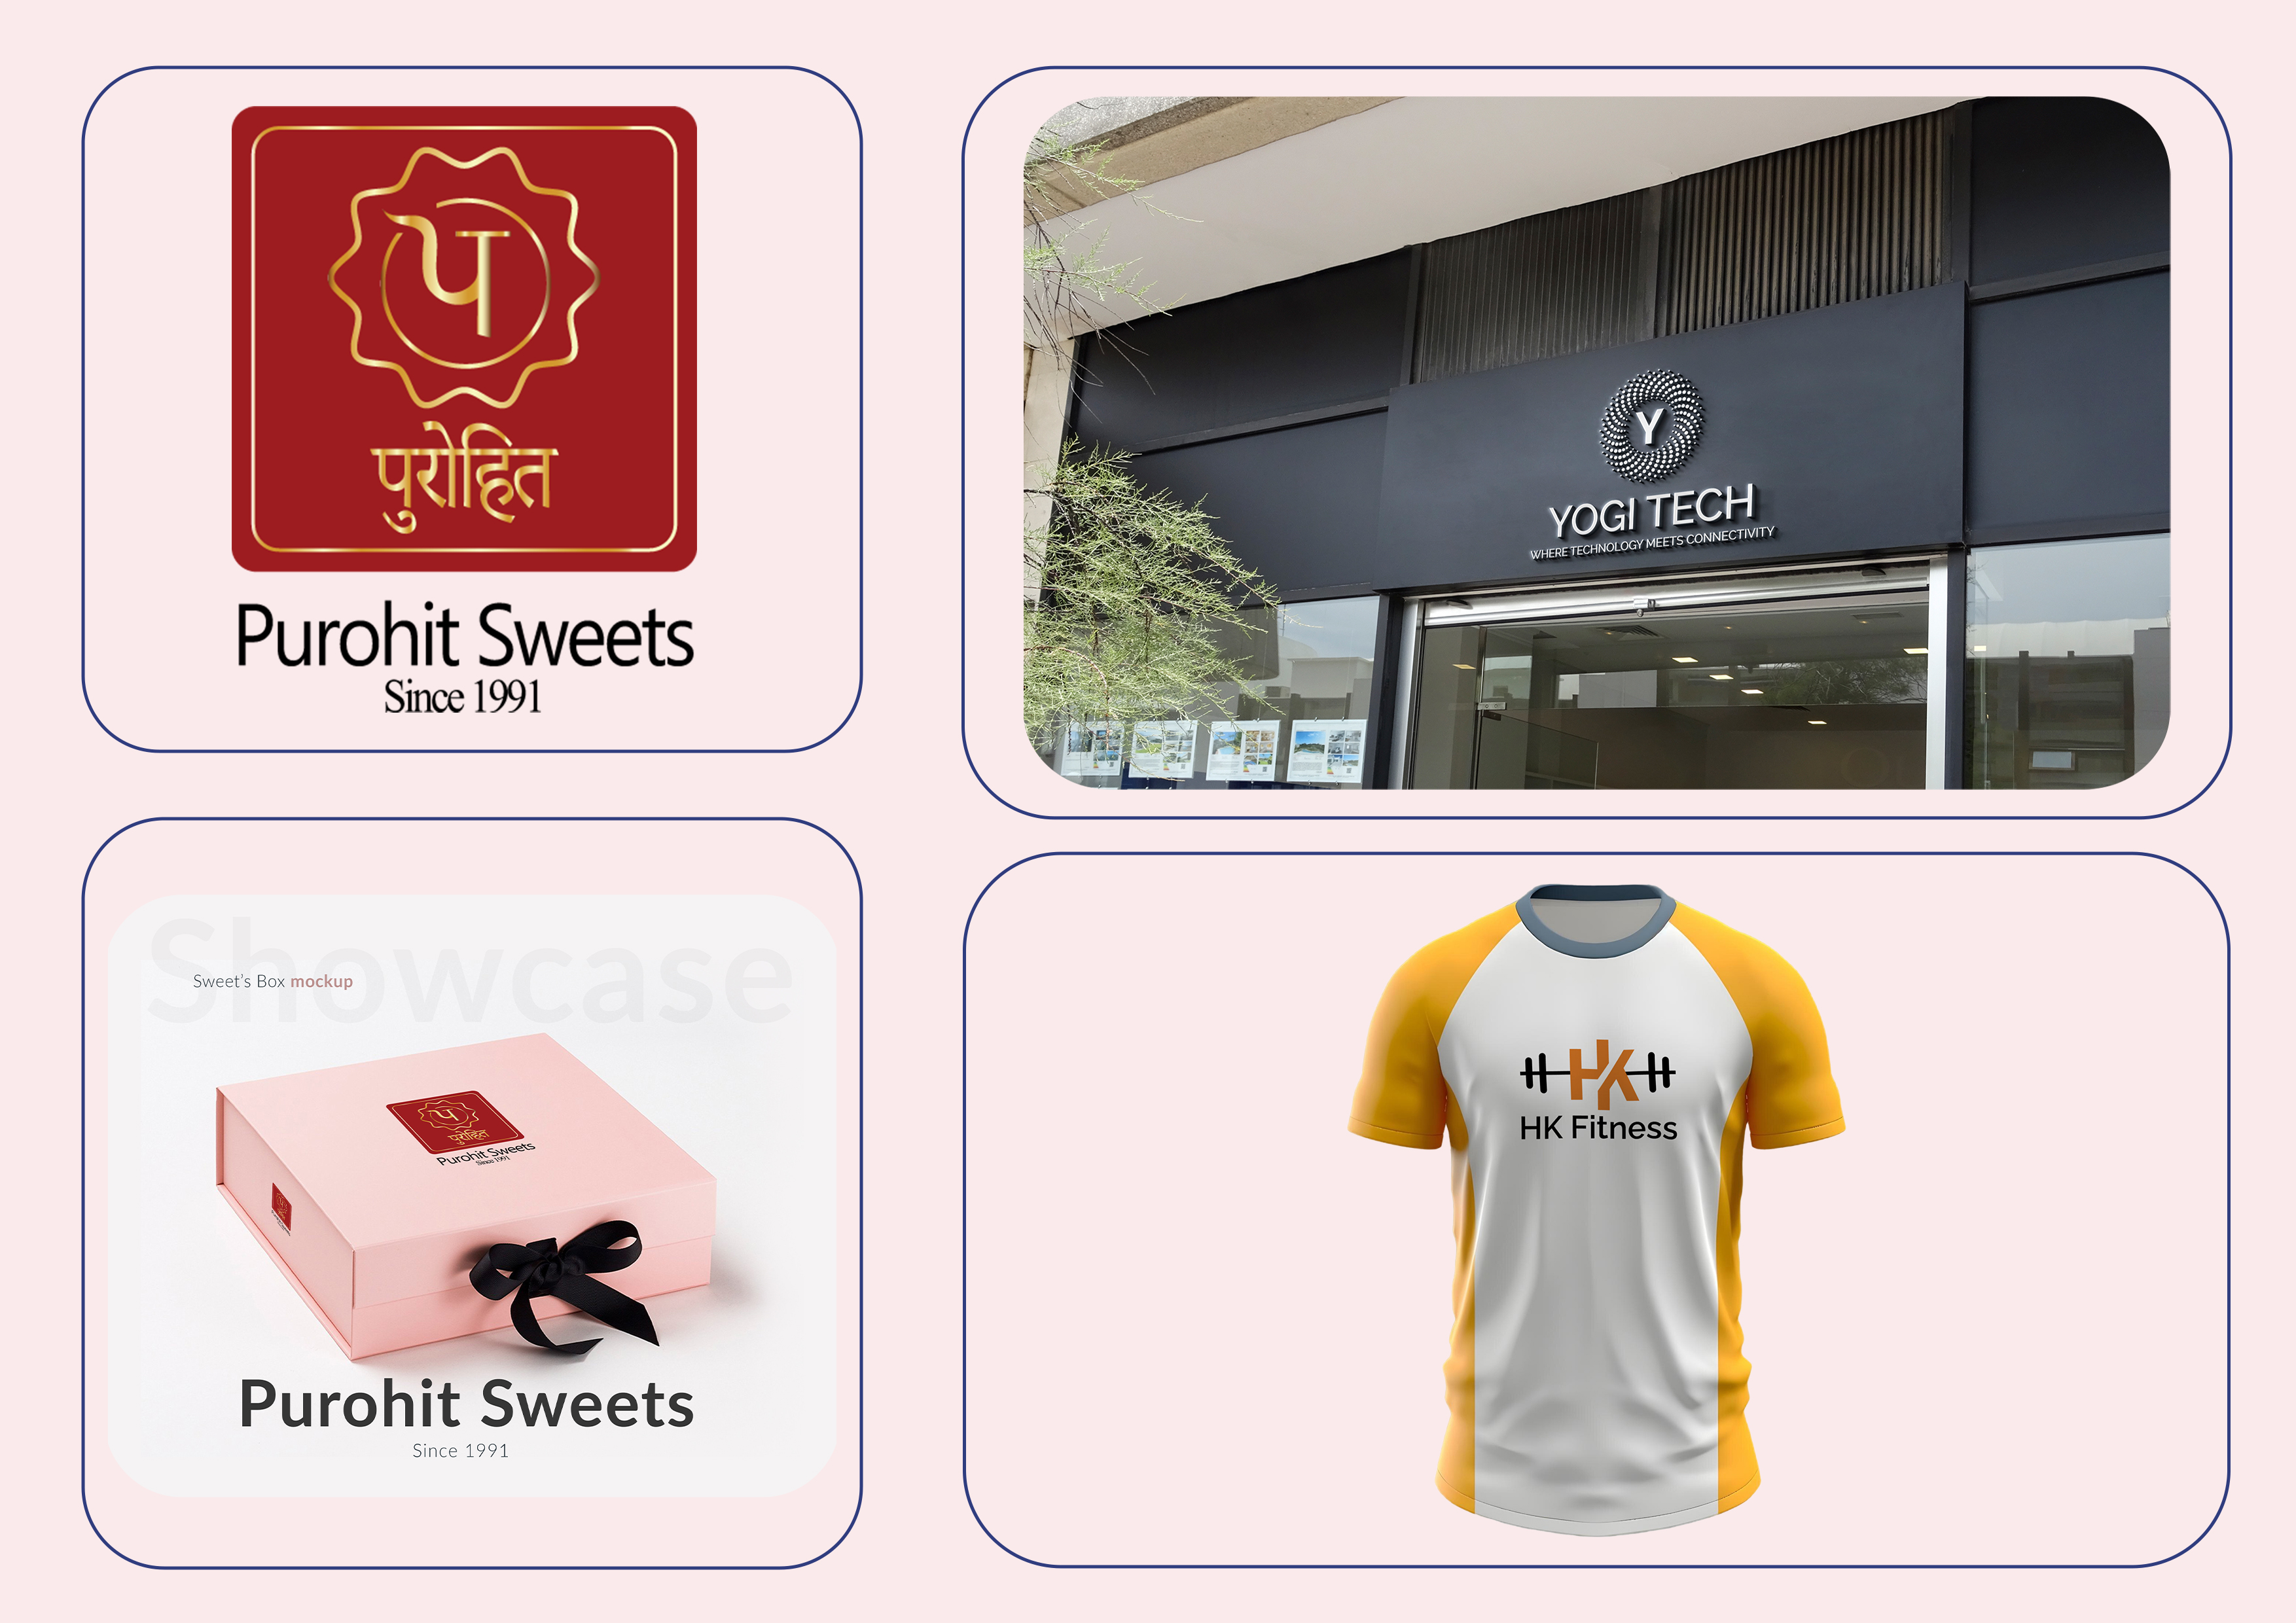 प
पुरोहित
Purohit Sweets
Since 1991
Y
YOGI TECH
WHERE TECHNOLOGY MEETS CONNECTIVITY
Showcase
Sweet's Box mockup
प
पुरोहित
Purohit Sweets
Since 1991
Purohit Sweets
Since 1991
HK
HK Fitness